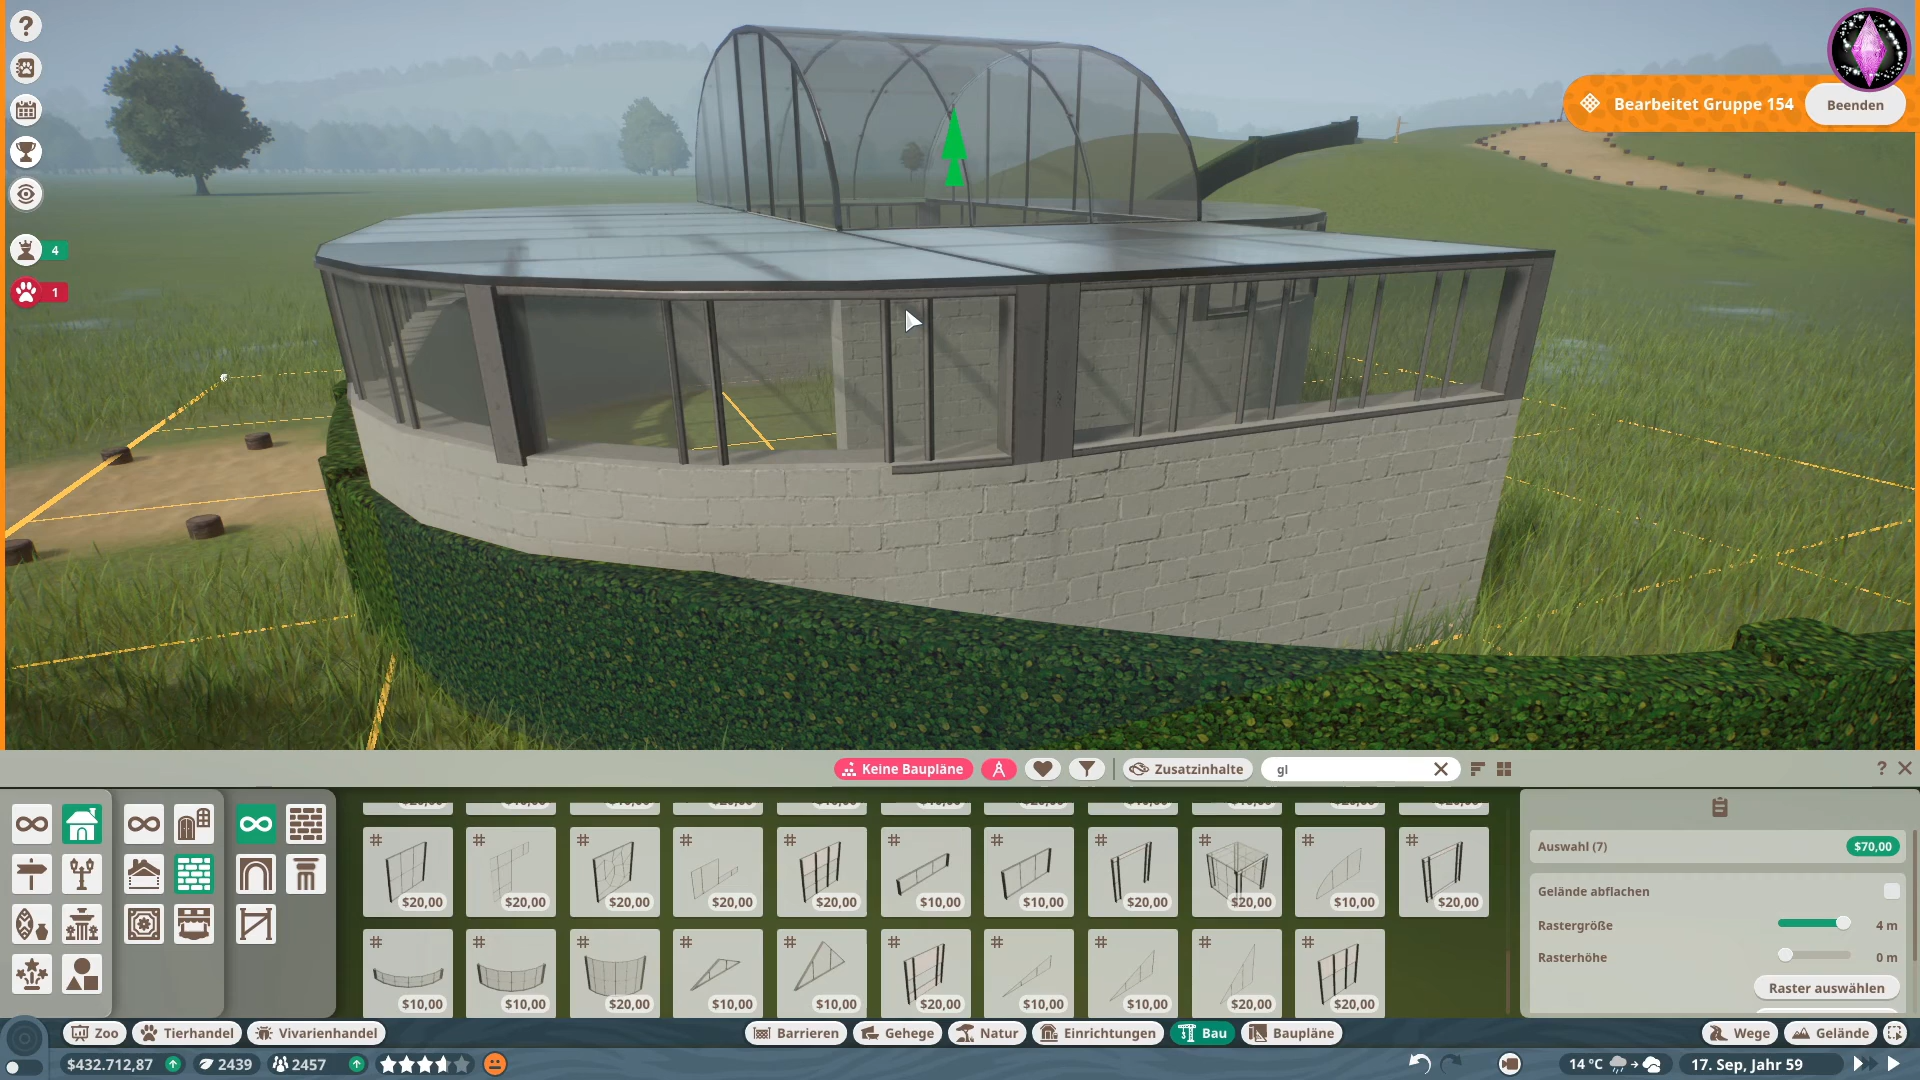 ?
Bearbeitet Gruppe 154
Beenden
4
1
Keine Baupläne
Zusatzinhalte
gl
?
$20,00 $20,00 $20,00 $20,00 $20,00 $10,00 $10,00 $20,00 $20,00 $10,00 $20,00
$10,00 $10,00 $20,00 $10,00 $10,00 $20,00 $10,00 $10,00 $20,00 $20,00
Auswahl (7)
$70,00
Gelände abflachen
Rastergröße
4 m
Rasterhöhe
0 m
Raster auswählen
Zoo
Tierhandel
Vivarienhandel
Barrieren
Gehege
Natur
Einrichtungen
Bau
Baupläne
Wege
Gelände
$432.712,87
2439
2457
14 °C
17. Sep, Jahr 59